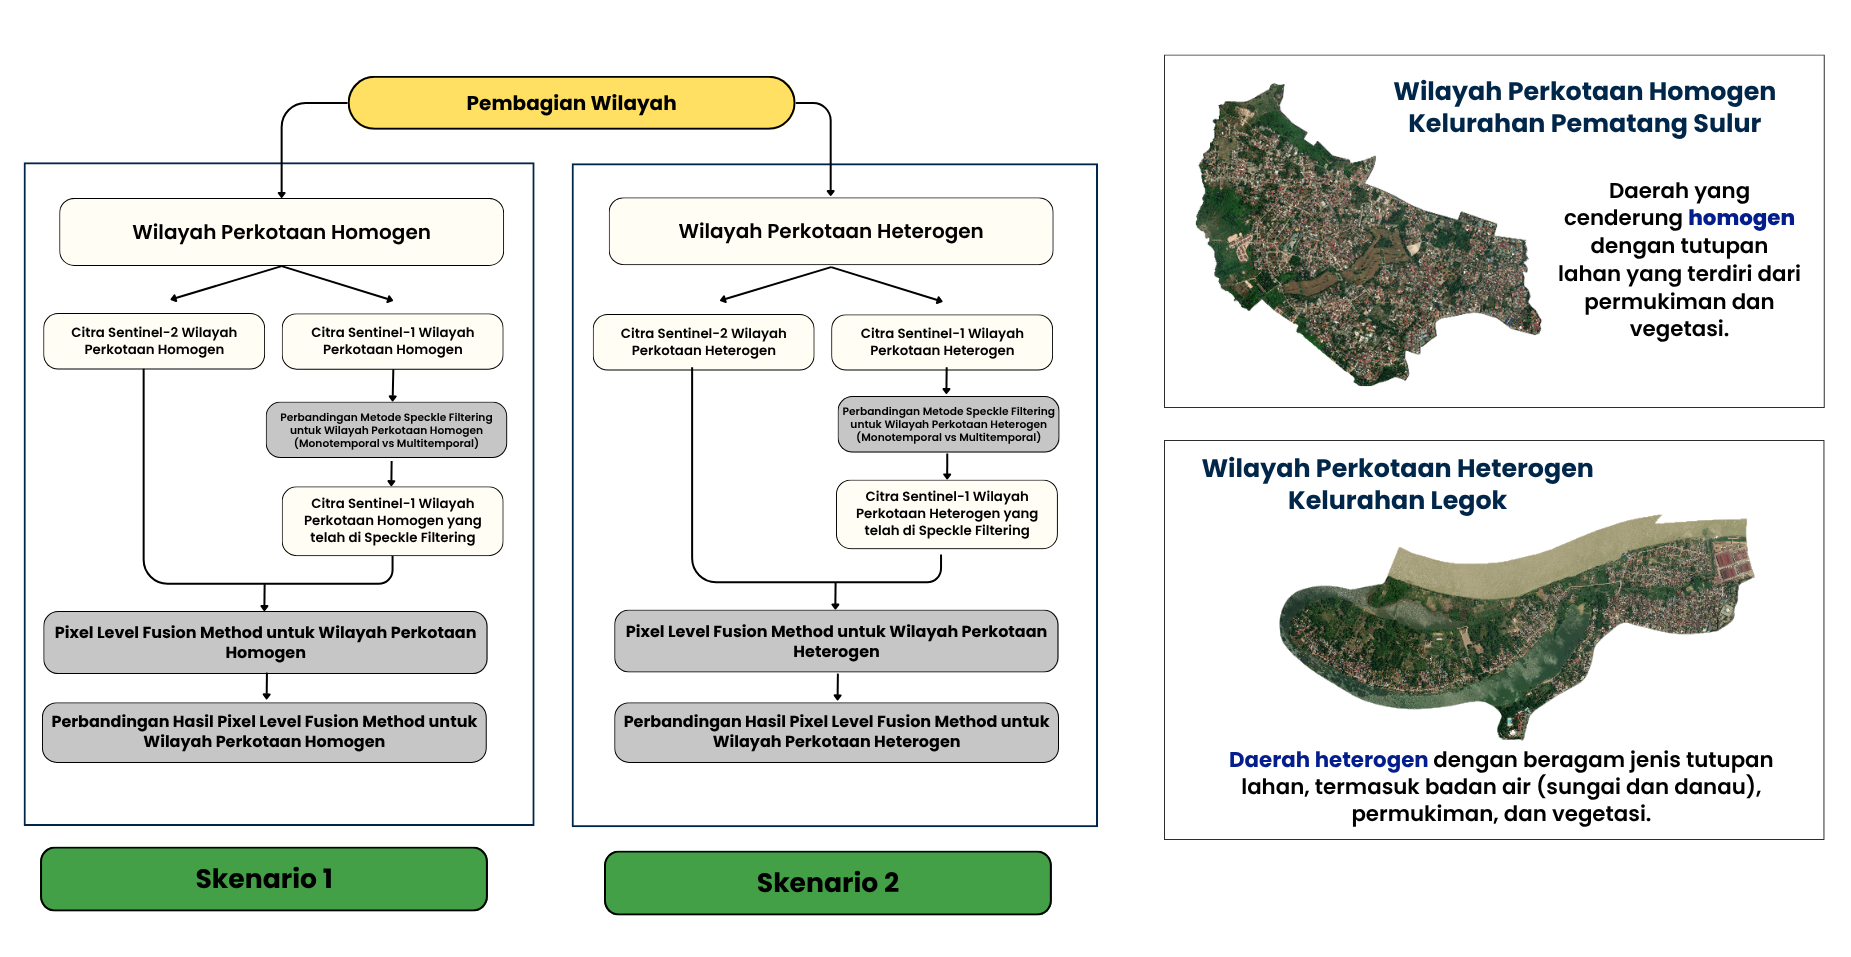 Pembagian Wilayah
Wilayah Perkotaan Homogen
Citra Sentinel-2 Wilayah
Perkotaan Homogen
Citra Sentinel-1 Wilayah
Perkotaan Homogen
Perbandingan Metode Speckle Filtering
untuk Wilayah Perkotaan Homogen
(Monotemporal vs Multitemporal)
Citra Sentinel-1 Wilayah
Perkotaan Homogen yang
telah di Speckle Filtering
Pixel Level Fusion Method untuk Wilayah Perkotaan
Homogen
Perbandingan Hasil Pixel Level Fusion Method untuk
Wilayah Perkotaan Homogen
Skenario 1
Wilayah Perkotaan Heterogen
Citra Sentinel-2 Wilayah
Perkotaan Heterogen
Citra Sentinel-1 Wilayah
Perkotaan Heterogen
Perbandingan Metode Speckle Filtering
untuk Wilayah Perkotaan Heterogen
(Monotemporal vs Multitemporal)
Citra Sentinel-1 Wilayah
Perkotaan Heterogen yang
telah di Speckle Filtering
Pixel Level Fusion Method untuk Wilayah Perkotaan
Heterogen
Perbandingan Hasil Pixel Level Fusion Method untuk
Wilayah Perkotaan Heterogen
Skenario 2
Wilayah Perkotaan Homogen
Kelurahan Pematang Sulur
Daerah yang
cenderung homogen
dengan tutupan
lahan yang terdiri dari
permukiman dan
vegetasi.
Wilayah Perkotaan Heterogen
Kelurahan Legok
Daerah heterogen dengan beragam jenis tutupan
lahan, termasuk badan air (sungai dan danau),
permukiman, dan vegetasi.